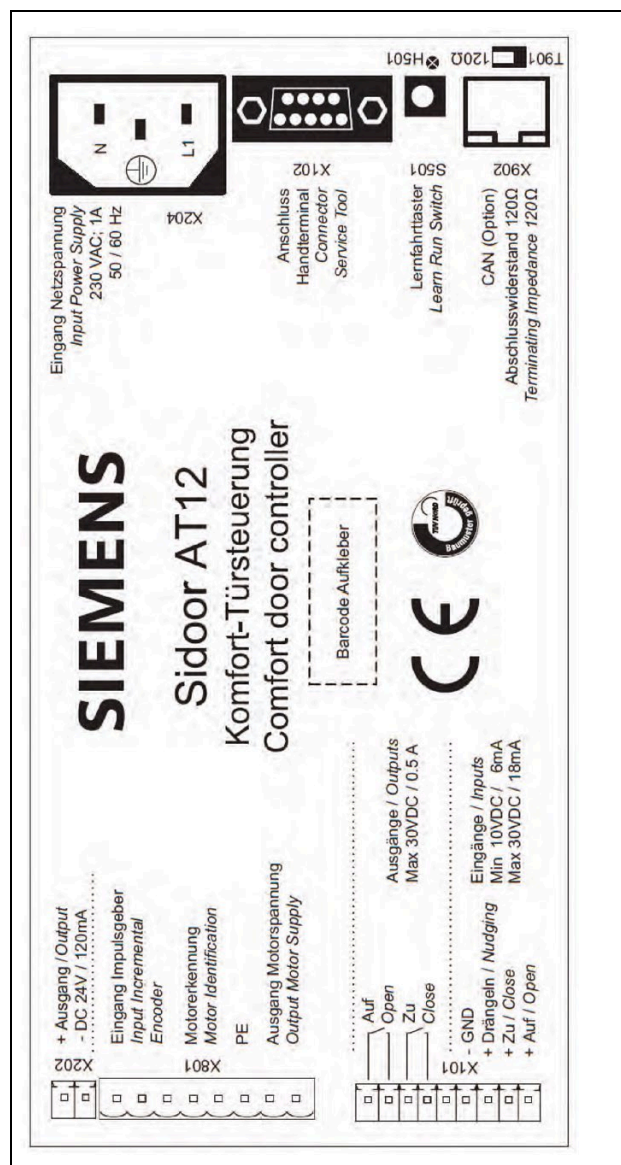 H501
120Ω
T901
N
L1
X204
X102
S501
X902
Eingang Netzspannung
Input Power Supply
230 VAC; 1A
50 / 60 Hz
Anschluss
Handterminal
Connector
Service Tool
Lernfahrttaster
Learn Run Switch
CAN (Option)
Abschlusswiderstand 120Ω
Terminating Impedance 120Ω
SIEMENS
Sidoor AT12
Komfort-Türsteuerung
Comfort door controller
Barcode Aufkleber
CE
TÜV NORD
Baumuster geprüft
+ Ausgang / Output
- DC 24V / 120mA
X202
Eingang Impulsgeber
Input Incremental
Encoder
Motorerkennung
Motor Identification
PE
Ausgang Motorspannung
Output Motor Supply
X801
Auf
Open
Zu
Close
Ausgänge / Outputs
Max 30VDC / 0.5 A
X101
- GND
+ Drängeln / Nudging
+ Zu / Close
+ Auf / Open
Eingänge / Inputs
Min 10VDC / 6mA
Max 30VDC / 18mA